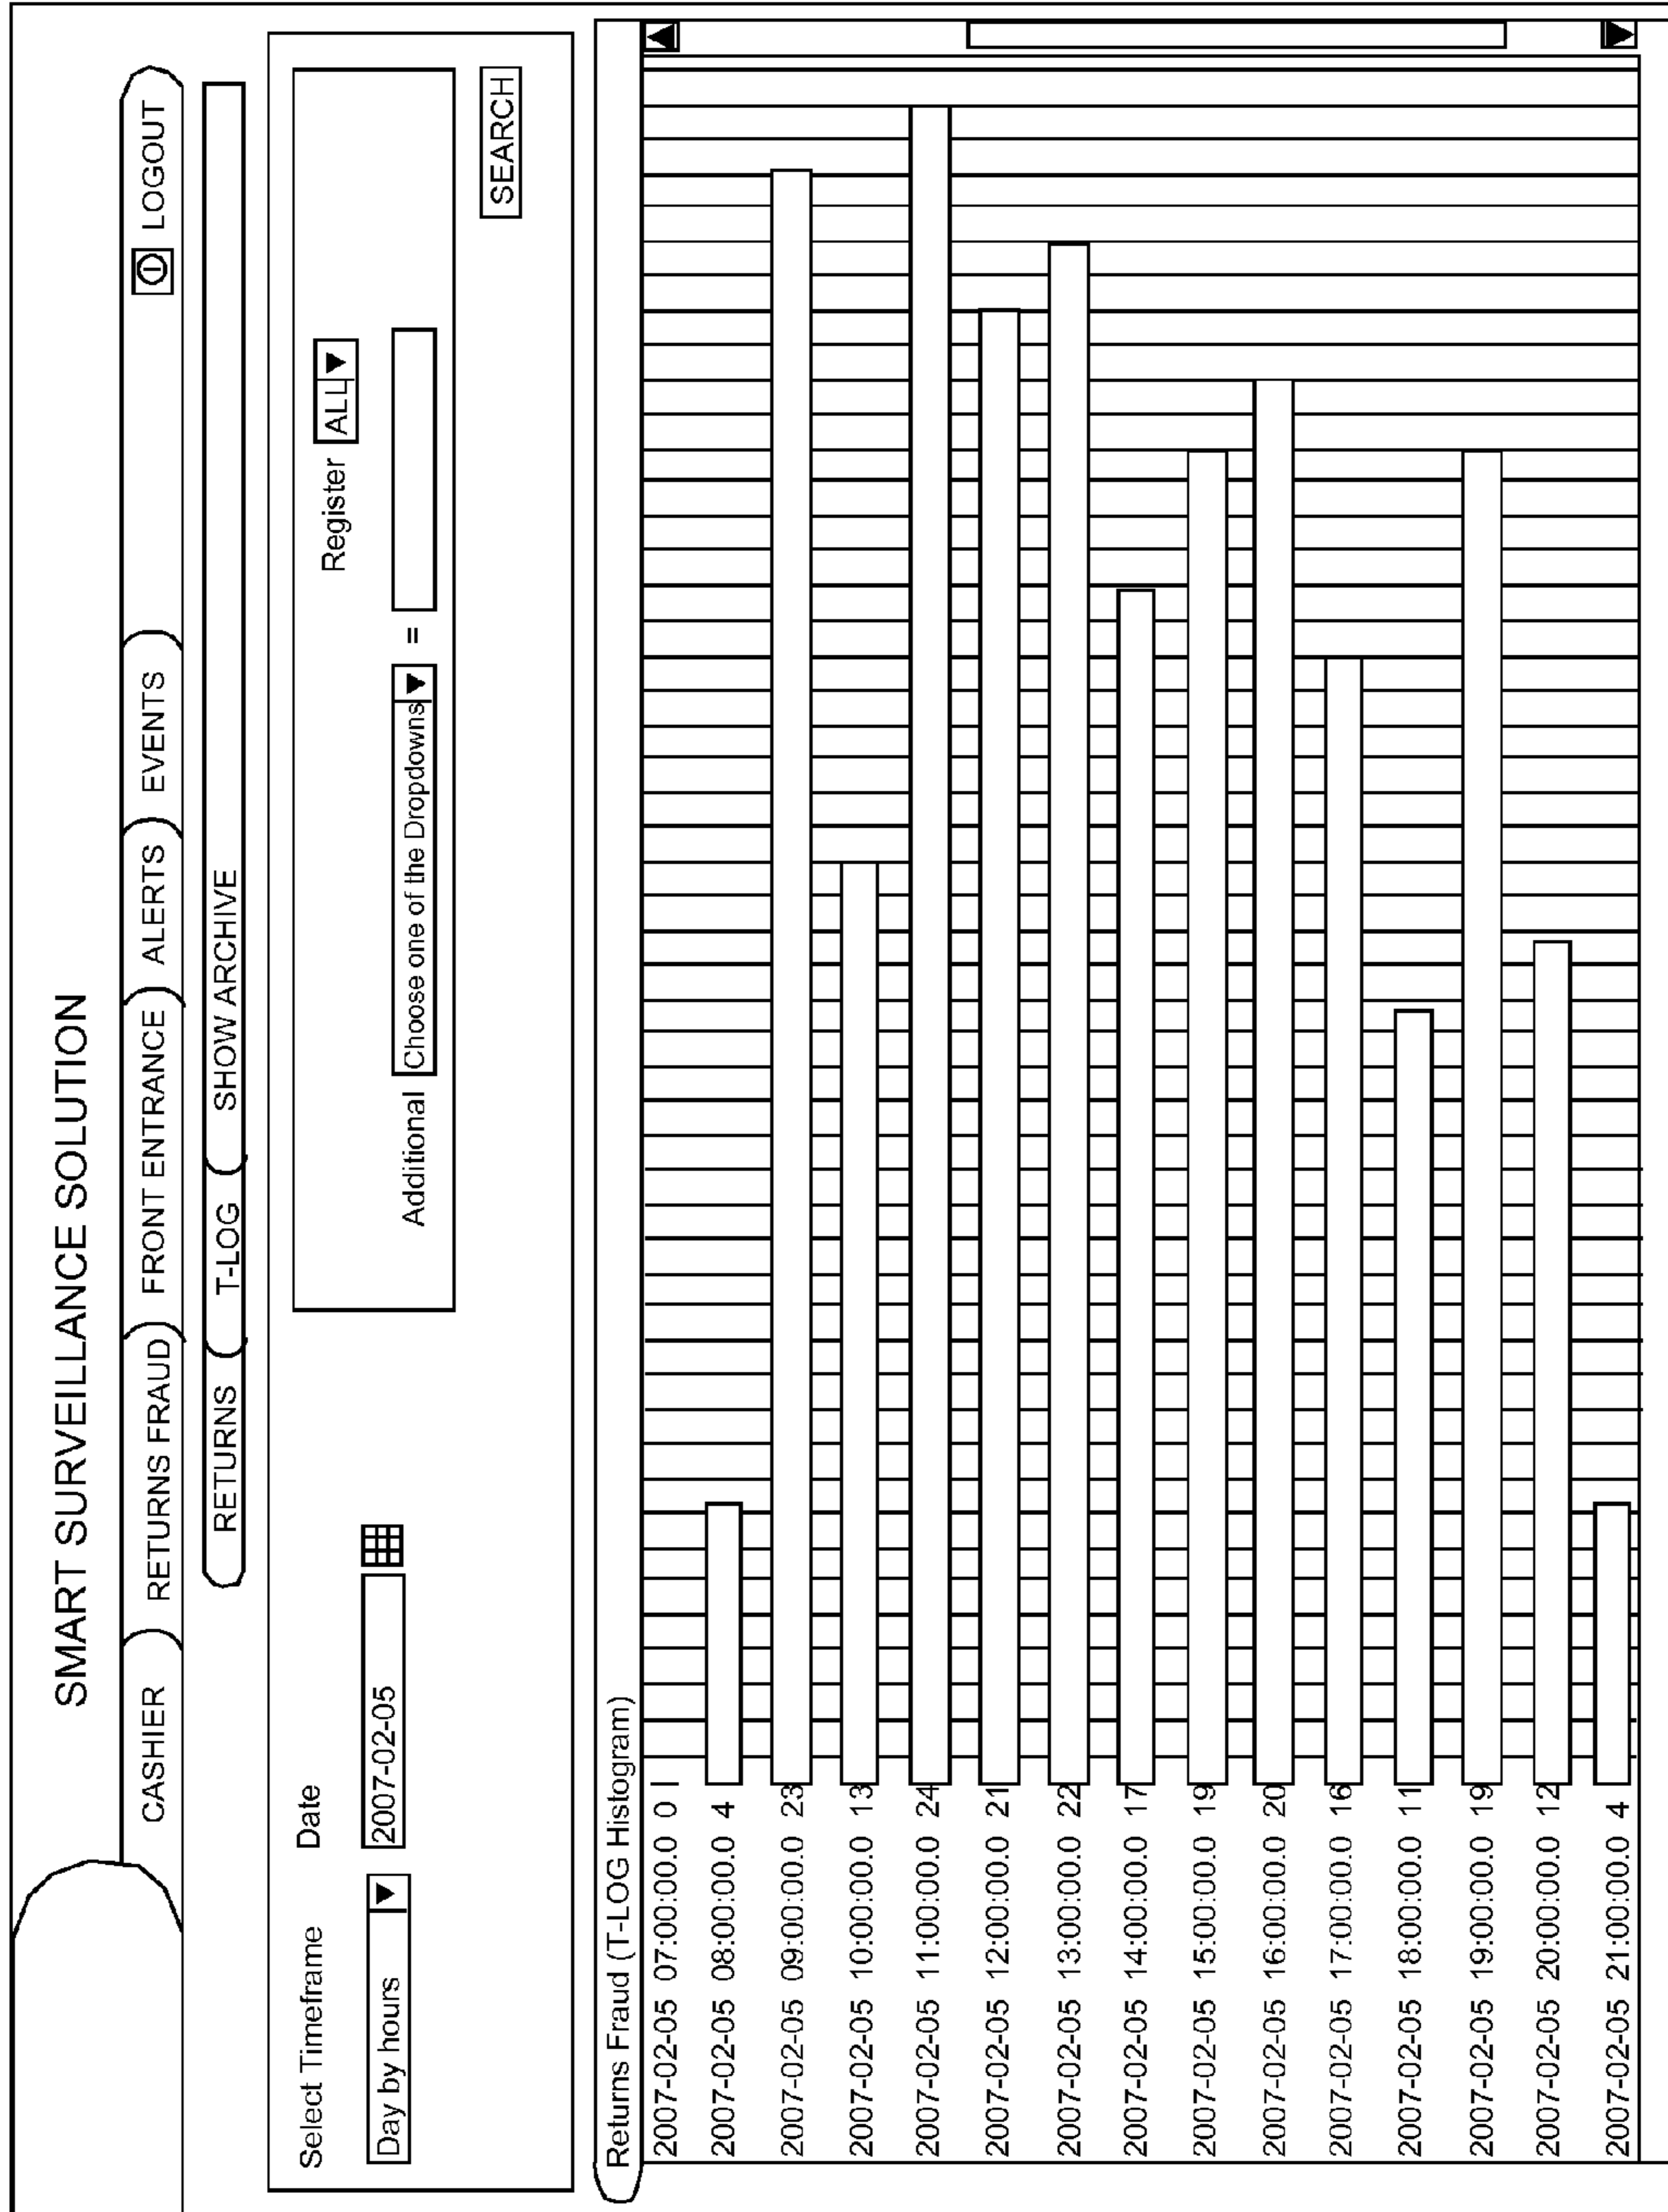 SMART SURVEILLANCE SOLUTION
CASHIER RETURNS FRAUD FRONT ENTRANCE ALERTS EVENTS LOGOUT
RETURNS T-LOG SHOW ARCHIVE
Select Timeframe Date
Register ALL
Day by hours 2007-02-05
Additional Choose one of the Dropdowns =
SEARCH
Returns Fraud (T-LOG Histogram)
2007-02-05 07:00:00.0 0
2007-02-05 08:00:00.0 4
2007-02-05 09:00:00.0 23
2007-02-05 10:00:00.0 13
2007-02-05 11:00:00.0 24
2007-02-05 12:00:00.0 21
2007-02-05 13:00:00.0 22
2007-02-05 14:00:00.0 17
2007-02-05 15:00:00.0 19
2007-02-05 16:00:00.0 20
2007-02-05 17:00:00.0 16
2007-02-05 18:00:00.0 11
2007-02-05 19:00:00.0 19
2007-02-05 20:00:00.0 12
2007-02-05 21:00:00.0 4